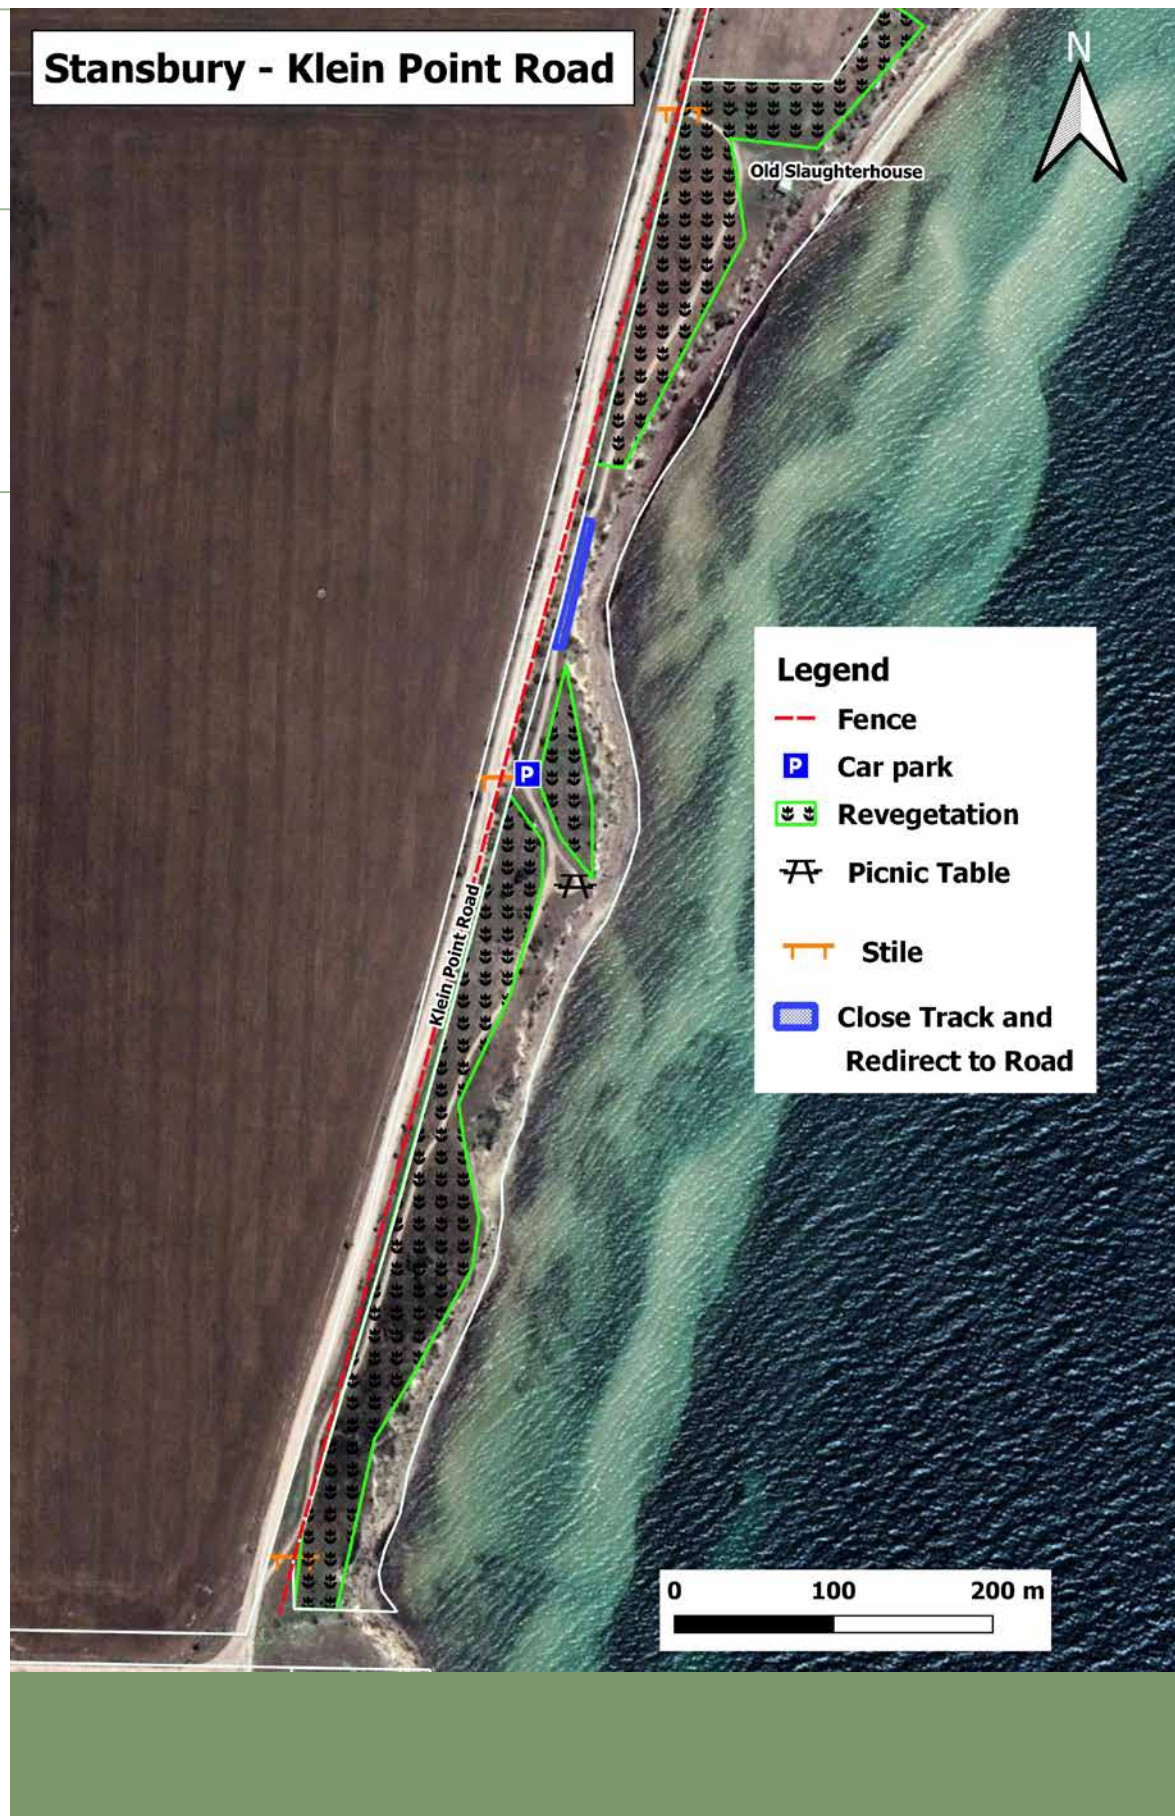 Stansbury - Klein Point Road
N
Old Slaughterhouse
Legend
Fence
P
Car park
Revegetation
Picnic Table
Stile
Close Track and
Redirect to Road
P
Klein Point Road
0 100 200 m